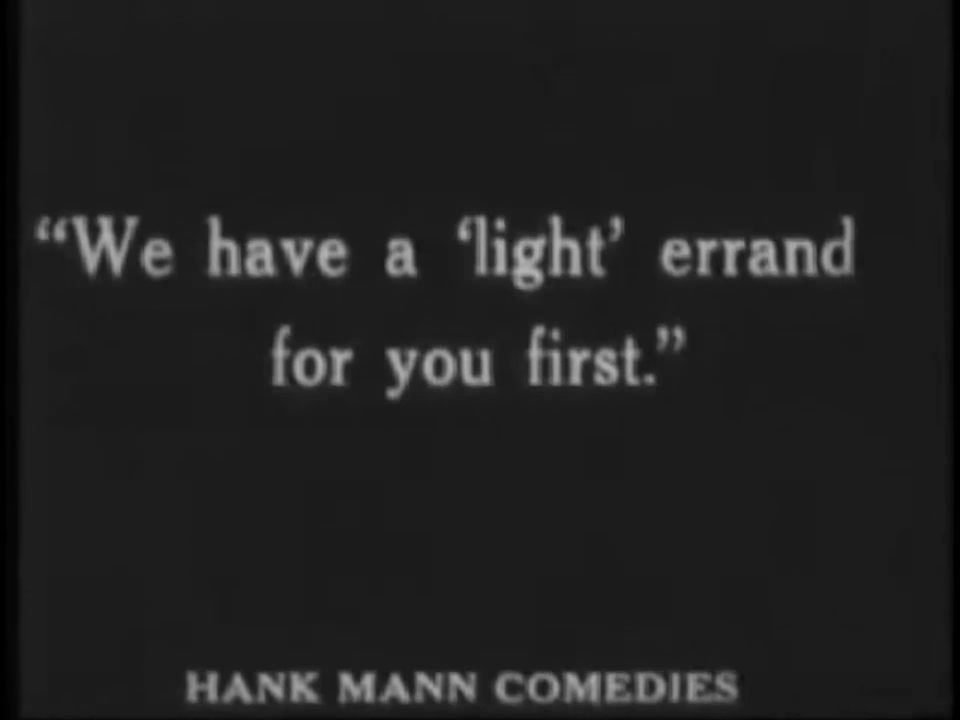 “We have a ‘light’ errand
for you first.”
HANK MANN COMEDIES